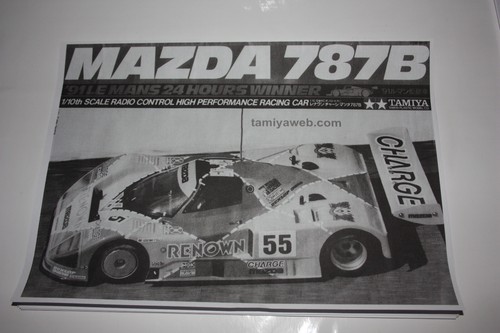 MAZDA 787B
'91 LE MANS 24 HOURS WINNER
1/10th SCALE RADIO CONTROL HIGH PERFORMANCE RACING CAR
★★ TAMIYA
tamiyaweb.com
CHARGE
RENOWN
55
CHARGE